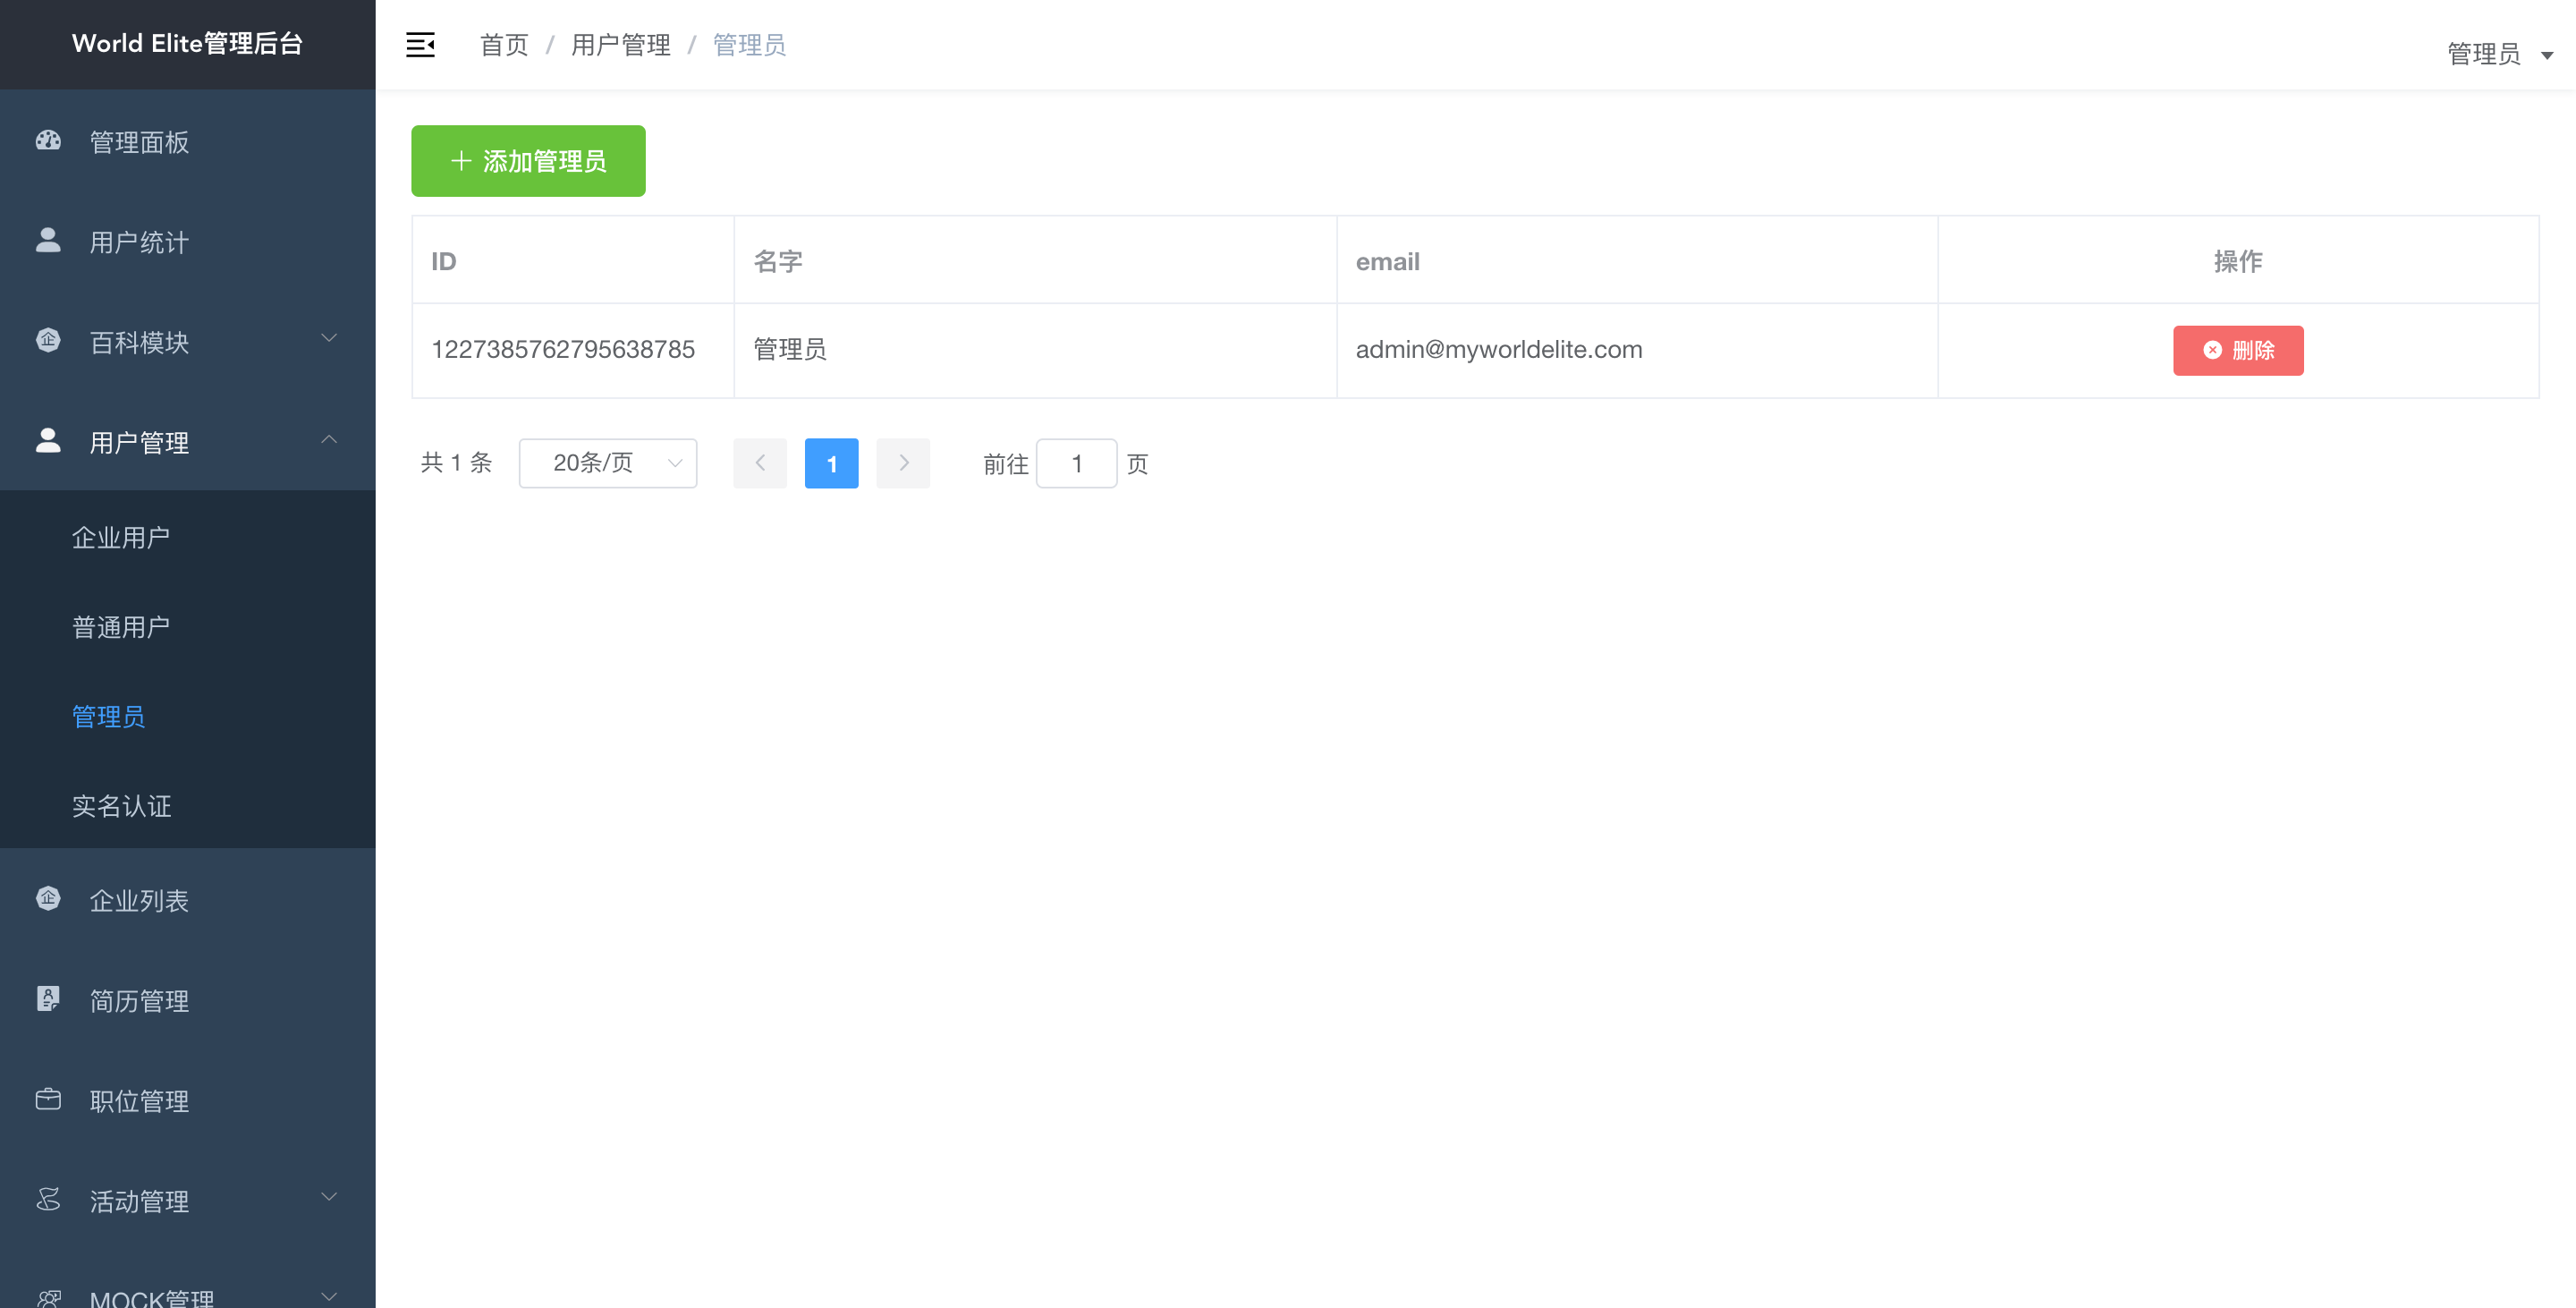 World Elite管理后台
管理面板
用户统计
百科模块
用户管理
企业用户
普通用户
管理员
实名认证
企业列表
简历管理
职位管理
活动管理
MOCK管理
首页 / 用户管理 / 管理员
管理员
添加管理员
ID 名字 email 操作
1227385762795638785 管理员 admin@myworldelite.com 删除
共 1 条 20条/页 1 前往 1 页